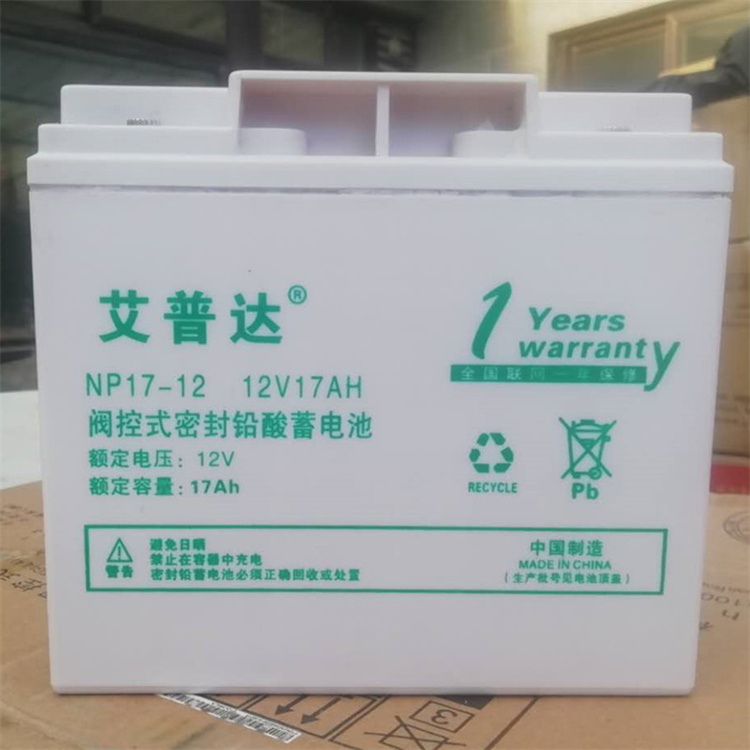 艾普达®
NP17-12 12V17AH
阀控式密封铅酸蓄电池
额定电压: 12V
额定容量: 17Ah
1 Years
warranty
全国联网一年保修
RECYCLE
Pb
警告
避免日晒
禁止在容器中充电
密封铅蓄电池必须正确回收或处置
中国制造
MADE IN CHINA
(生产批号见电池顶盖)
3